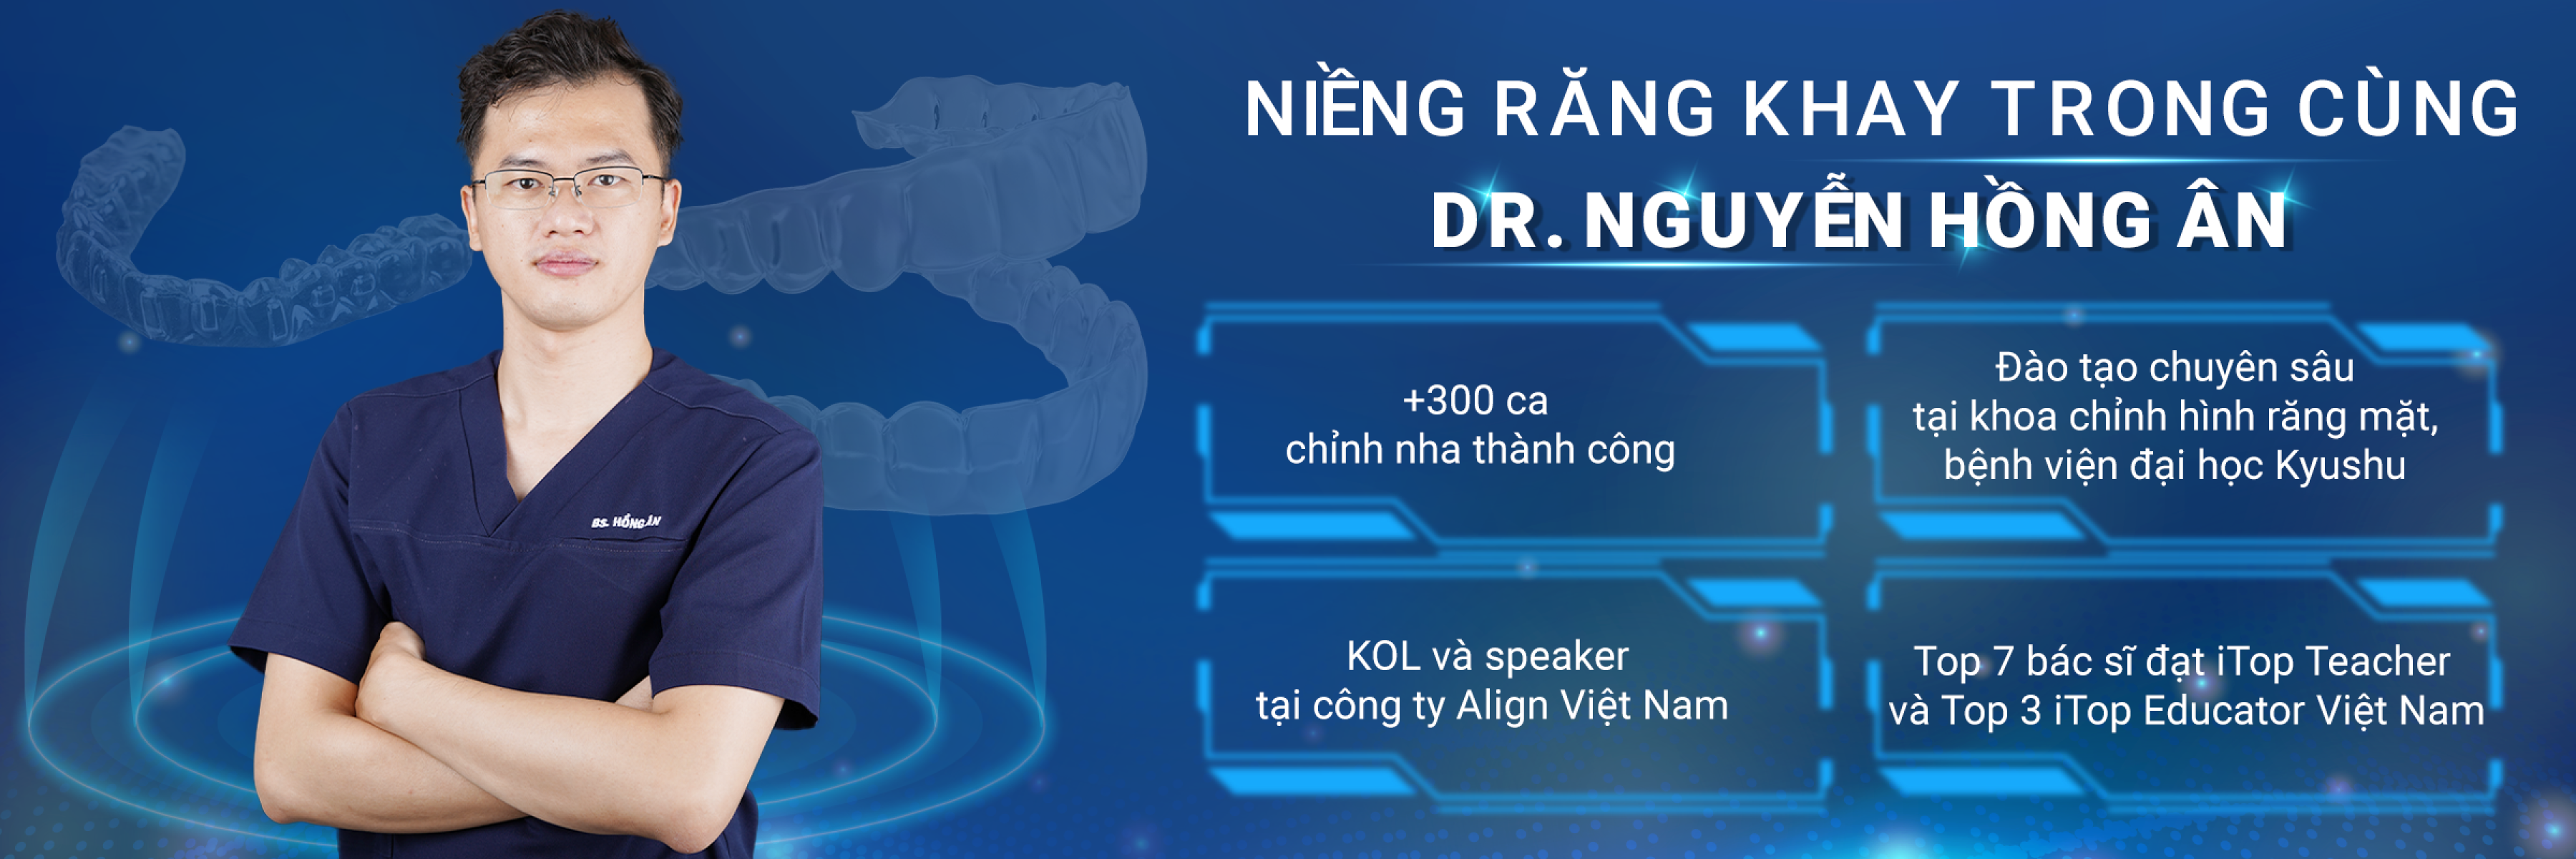 NIỀNG RĂNG KHAY TRONG CÙNG
DR. NGUYỄN HỒNG ÂN
+300 ca
chỉnh nha thành công
Đào tạo chuyên sâu
tại khoa chỉnh hình răng mặt,
bệnh viện đại học Kyushu
KOL và speaker
tại công ty Align Việt Nam
Top 7 bác sĩ đạt iTop Teacher
và Top 3 iTop Educator Việt Nam
BS. HỒNG ÂN